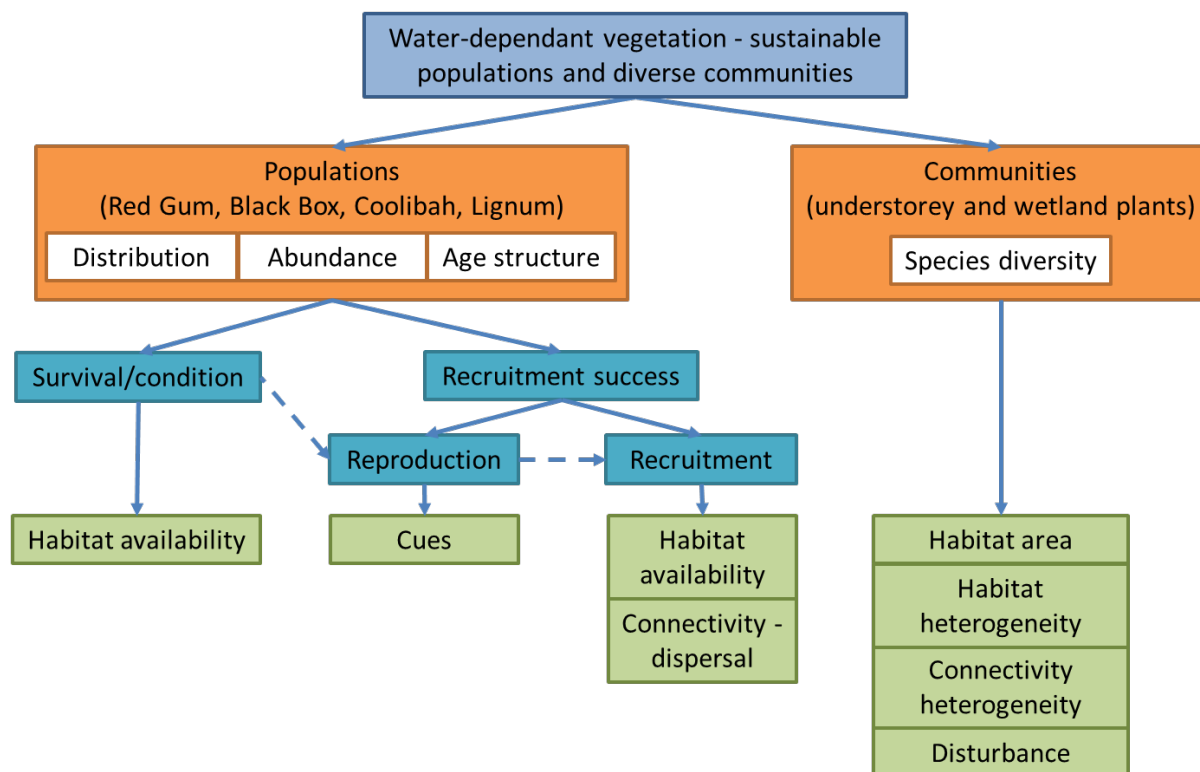 Water-dependant vegetation - sustainable
populations and diverse communities
Populations
(Red Gum, Black Box, Coolibah, Lignum)
Distribution
Abundance
Age structure
Communities
(understorey and wetland plants)
Species diversity
Survival/condition
Recruitment success
Reproduction
Recruitment
Habitat availability
Cues
Habitat
availability
Connectivity -
dispersal
Habitat area
Habitat
heterogeneity
Connectivity
heterogeneity
Disturbance